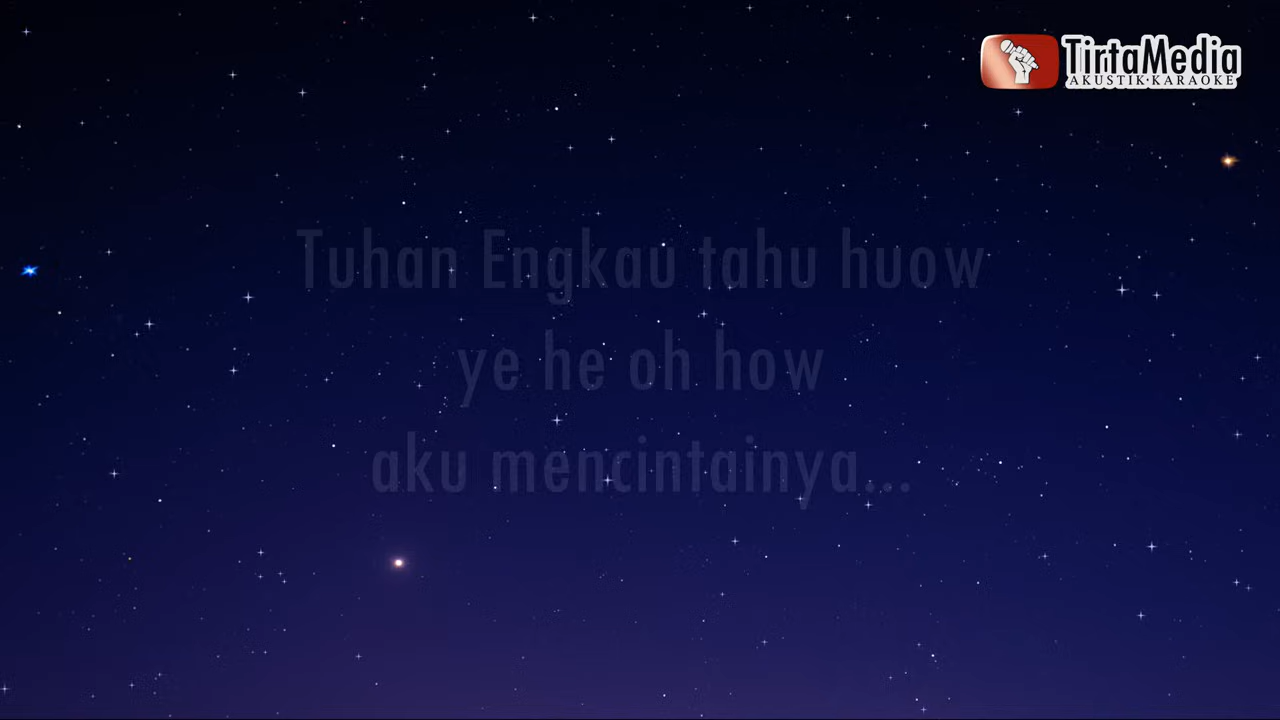 TirtaMedia
AKUSTIK•KARAOKE
Tuhan Engkau tahu huow
ye he oh how
aku mencintainya...